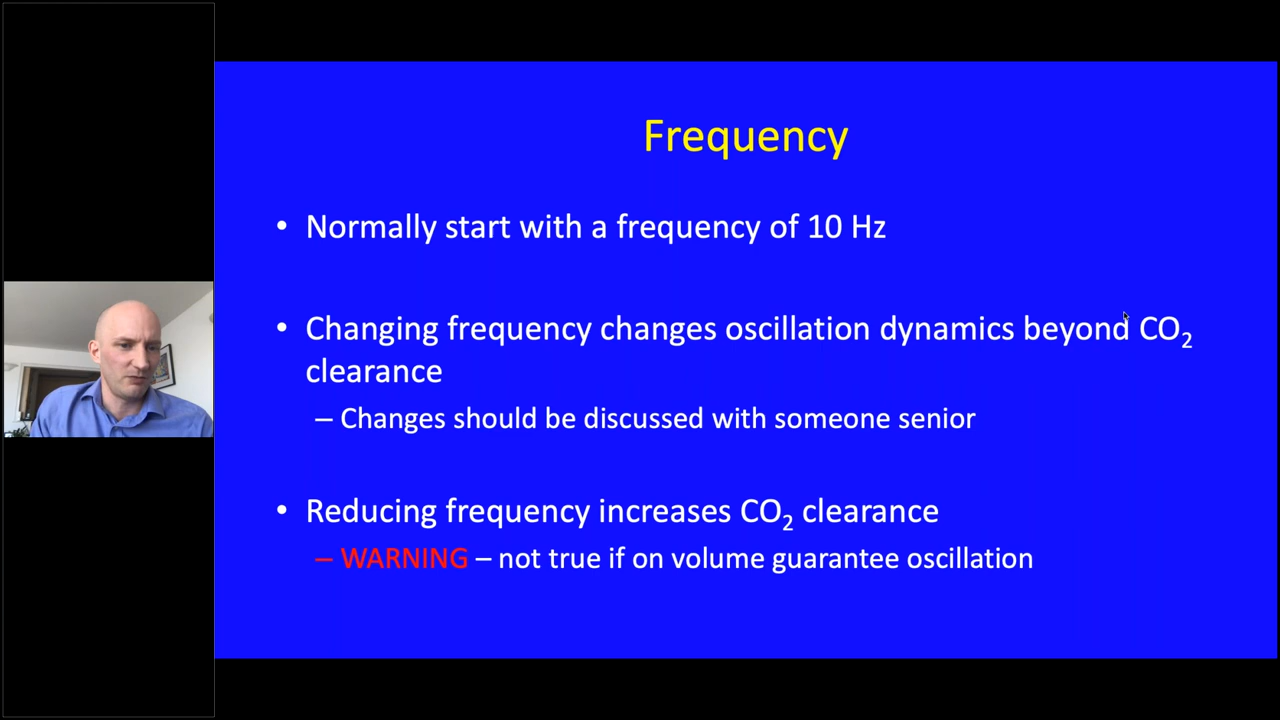 Frequency
• Normally start with a frequency of 10 Hz
• Changing frequency changes oscillation dynamics beyond CO₂
clearance
– Changes should be discussed with someone senior
• Reducing frequency increases CO₂ clearance
– WARNING – not true if on volume guarantee oscillation